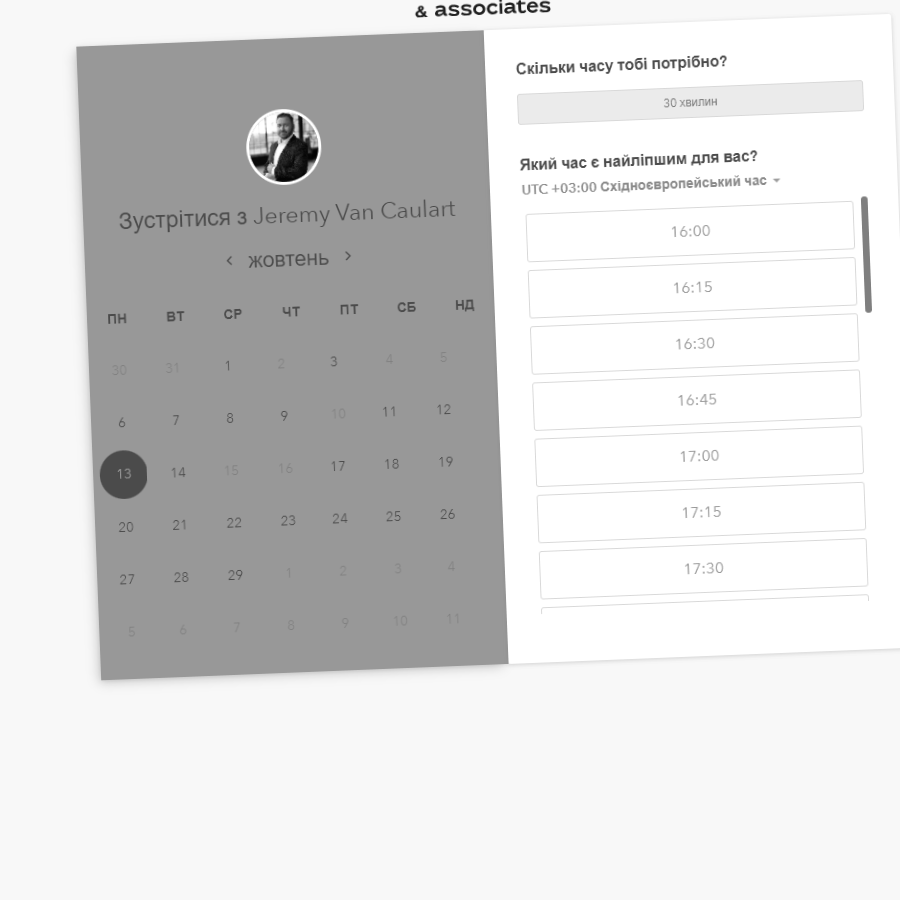 & associates
Зустрітися з Jeremy Van Caulart
жовтень
ПН ВТ СР ЧТ ПТ СБ НД
30 31 1 2 3 4 5
6 7 8 9 10 11 12
13 14 15 16 17 18 19
20 21 22 23 24 25 26
27 28 29 1 2 3 4
5 6 7 8 9 10 11
Скільки часу тобі потрібно?
30 хвилин
Який час є найліпшим для вас?
UTC +03:00 Східноєвропейський час
16:00
16:15
16:30
16:45
17:00
17:15
17:30